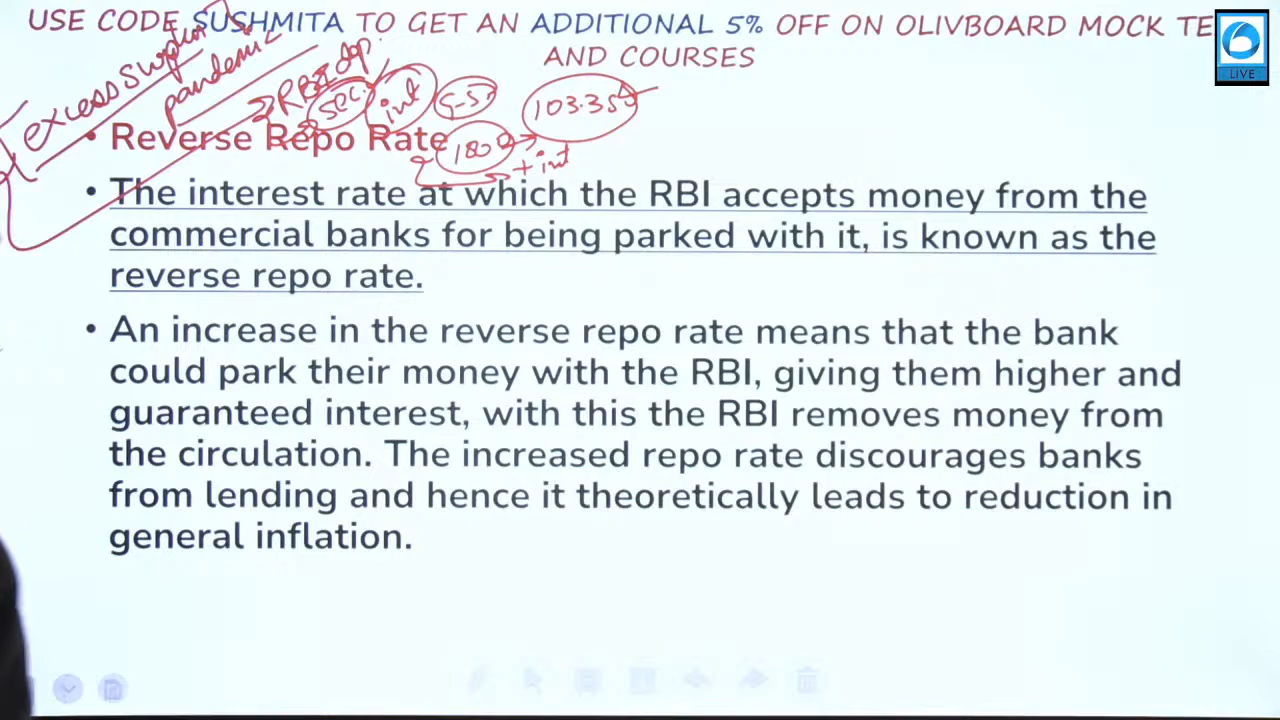 USE CODE SUSHMITA TO GET AN ADDITIONAL 5% OFF ON OLIVBOARD MOCK TE
AND COURSES
LIVE
excess
pandemic
RBI
sec.
int
103.35
+ int
• Reverse Repo Rate
• The interest rate at which the RBI accepts money from the
commercial banks for being parked with it, is known as the
reverse repo rate.
• An increase in the reverse repo rate means that the bank
could park their money with the RBI, giving them higher and
guaranteed interest, with this the RBI removes money from
the circulation. The increased repo rate discourages banks
from lending and hence it theoretically leads to reduction in
general inflation.